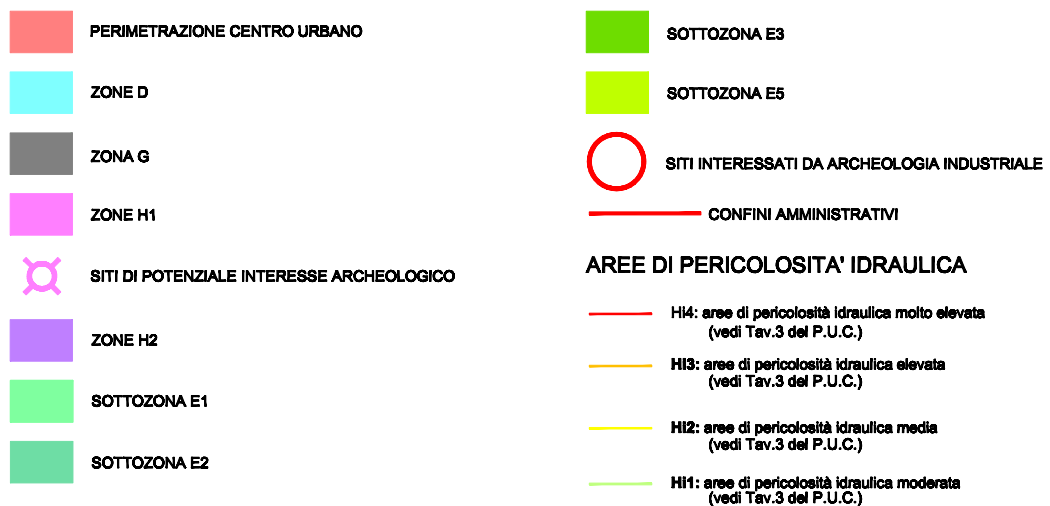 PERIMETRAZIONE CENTRO URBANO
ZONE D
ZONA G
ZONE H1
SITI DI POTENZIALE INTERESSE ARCHEOLOGICO
ZONE H2
SOTTOZONA E1
SOTTOZONA E2
SOTTOZONA E3
SOTTOZONA E5
SITI INTERESSATI DA ARCHEOLOGIA INDUSTRIALE
CONFINI AMMINISTRATIVI
AREE DI PERICOLOSITA' IDRAULICA
Hi4: aree di pericolosità idraulica molto elevata
(vedi Tav.3 del P.U.C.)
Hi3: aree di pericolosità idraulica elevata
(vedi Tav.3 del P.U.C.)
Hi2: aree di pericolosità idraulica media
(vedi Tav.3 del P.U.C.)
Hi1: aree di pericolosità idraulica moderata
(vedi Tav.3 del P.U.C.)